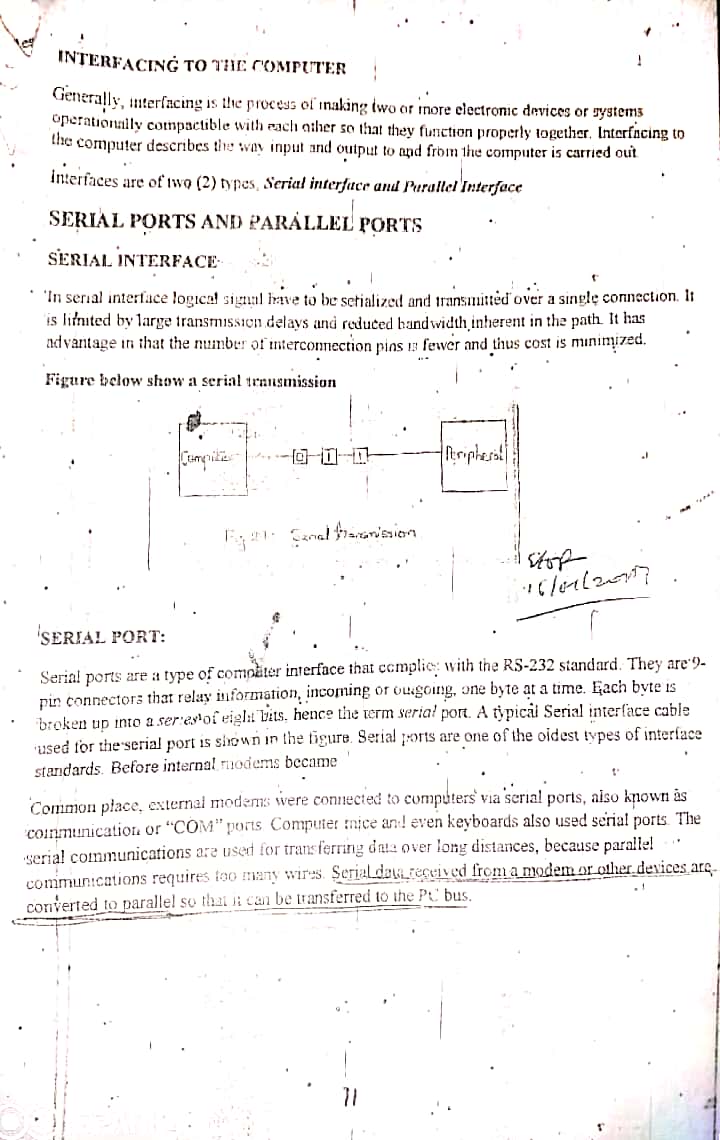 INTERFACING TO THE COMPUTER
Generally, interfacing is the process of making two or more electronic devices or systems
operationally compactible with each other so that they function properly together. Interfacing to
the computer describes the way input and output to and from the computer is carried out
Interfaces are of two (2) types, Serial interface and Parallel Interface
SERIAL PORTS AND PARALLEL PORTS
SERIAL INTERFACE
In serial interface logical signal have to be serialized and transmitted over a single connection. It
is limited by large transmission delays and reduced bandwidth inherent in the path. It has
advantage in that the number of interconnection pins is fewer and thus cost is minimized.
Figure below show a serial transmission
Computer 0 1 1 Peripheral
Serial transmission
Stop
SERIAL PORT:
Serial ports are a type of computer interface that complies with the RS-232 standard. They are 9-
pin connectors that relay information, incoming or outgoing, one byte at a time. Each byte is
broken up into a series of eight bits, hence the term serial port. A typical Serial interface cable
used for the serial port is shown in the figure. Serial ports are one of the oldest types of interface
standards. Before internal modems became
Common place, external modems were connected to computers via serial ports, also known as
communication or "COM" ports. Computer mice and even keyboards also used serial ports. The
serial communications are used for transferring data over long distances, because parallel
communications requires too many wires. Serial data received from a modem or other devices are
converted to parallel so that it can be transferred to the PC bus.
71